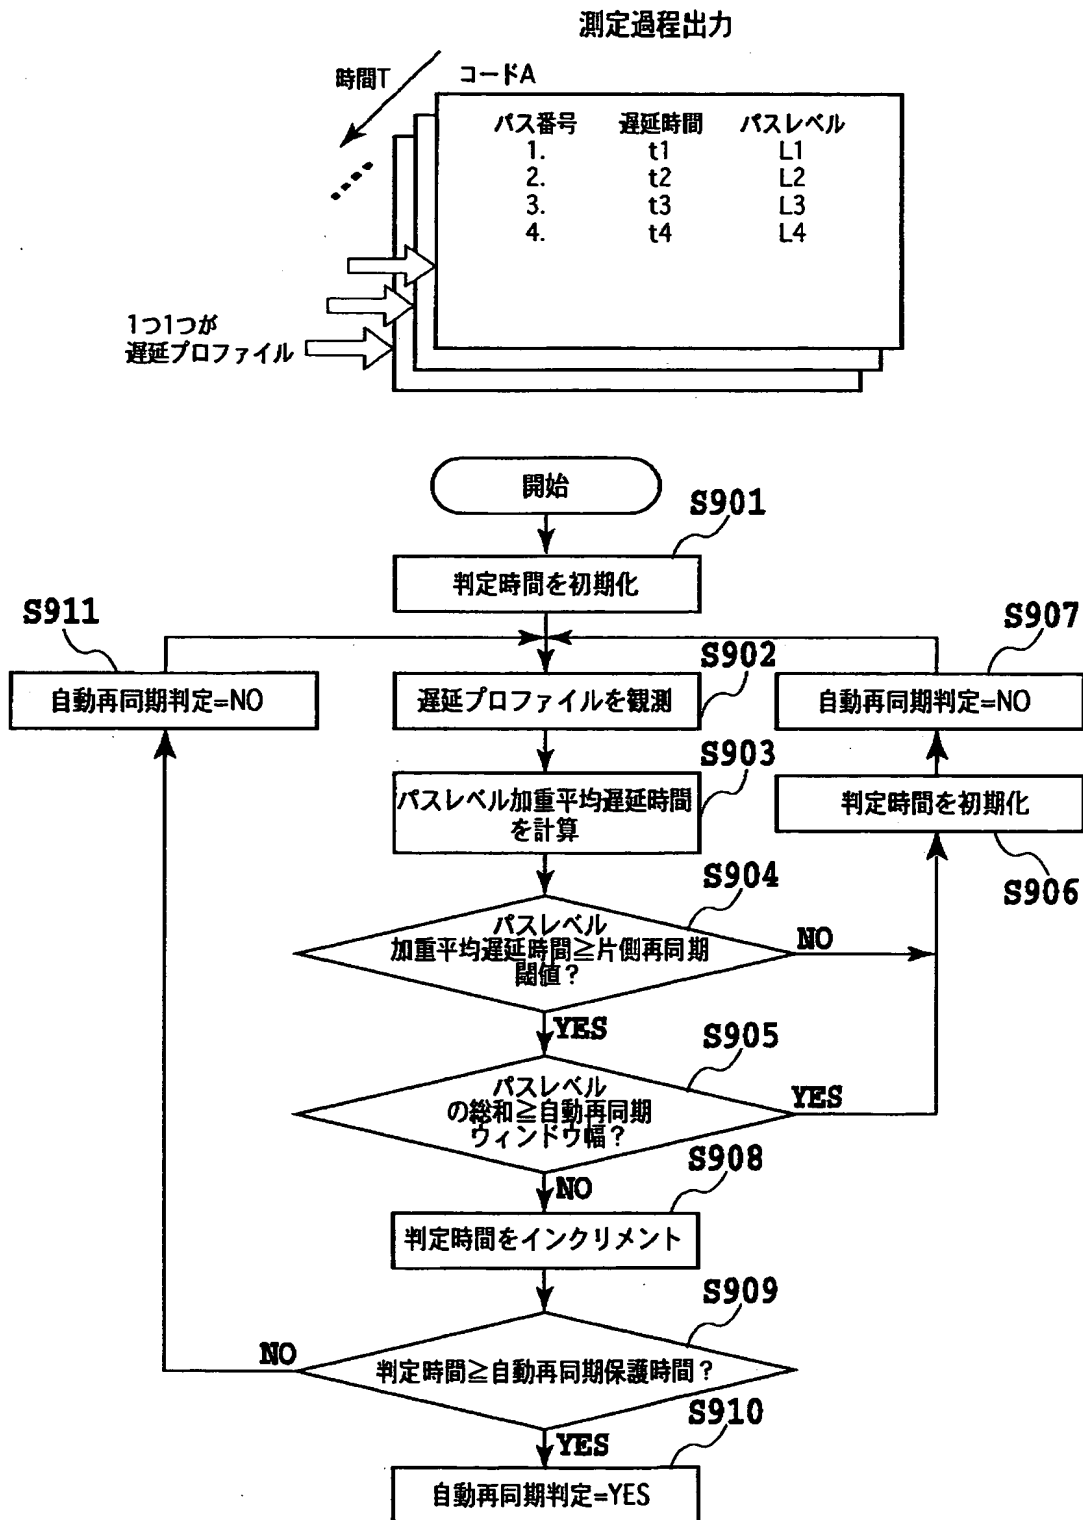 測定過程出力
時間T
コードA
パス番号 遅延時間 パスレベル
1. t1 L1
2. t2 L2
3. t3 L3
4. t4 L4
1つ1つが
遅延プロファイル
開始
S901
判定時間を初期化
S911
S907
S902
自動再同期判定=NO
遅延プロファイルを観測
自動再同期判定=NO
S903
パスレベル加重平均遅延時間
を計算
判定時間を初期化
S904
S906
パスレベル
加重平均遅延時間≧片側再同期
閾値?
NO
YES
S905
パスレベル
の総和≧自動再同期
ウィンドウ幅?
YES
S908
NO
判定時間をインクリメント
S909
NO
判定時間≧自動再同期保護時間?
S910
YES
自動再同期判定=YES